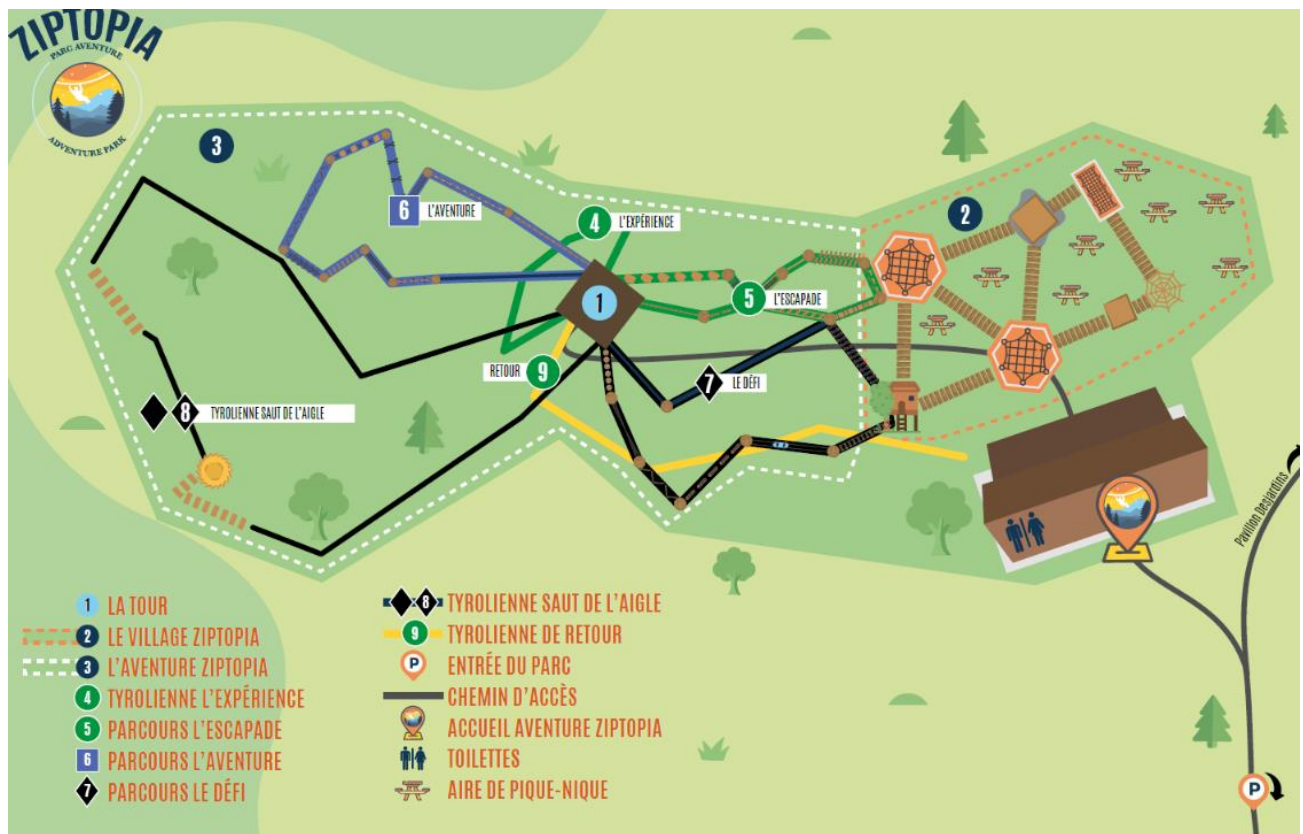 ZIPTOPIA
PARC AVENTURE
ADVENTURE PARK
3
6 L'AVENTURE
4 L'EXPÉRIENCE
2
1
5 L'ESCAPADE
RETOUR 9
7 LE DÉFI
8 TYROLIENNE SAUT DE L'AIGLE
Pavillon Desjardins
1 LA TOUR
2 LE VILLAGE ZIPTOPIA
3 L'AVENTURE ZIPTOPIA
4 TYROLIENNE L'EXPÉRIENCE
5 PARCOURS L'ESCAPADE
6 PARCOURS L'AVENTURE
7 PARCOURS LE DÉFI
8 TYROLIENNE SAUT DE L'AIGLE
9 TYROLIENNE DE RETOUR
P ENTRÉE DU PARC
CHEMIN D'ACCÈS
ACCUEIL AVENTURE ZIPTOPIA
TOILETTES
AIRE DE PIQUE-NIQUE
P